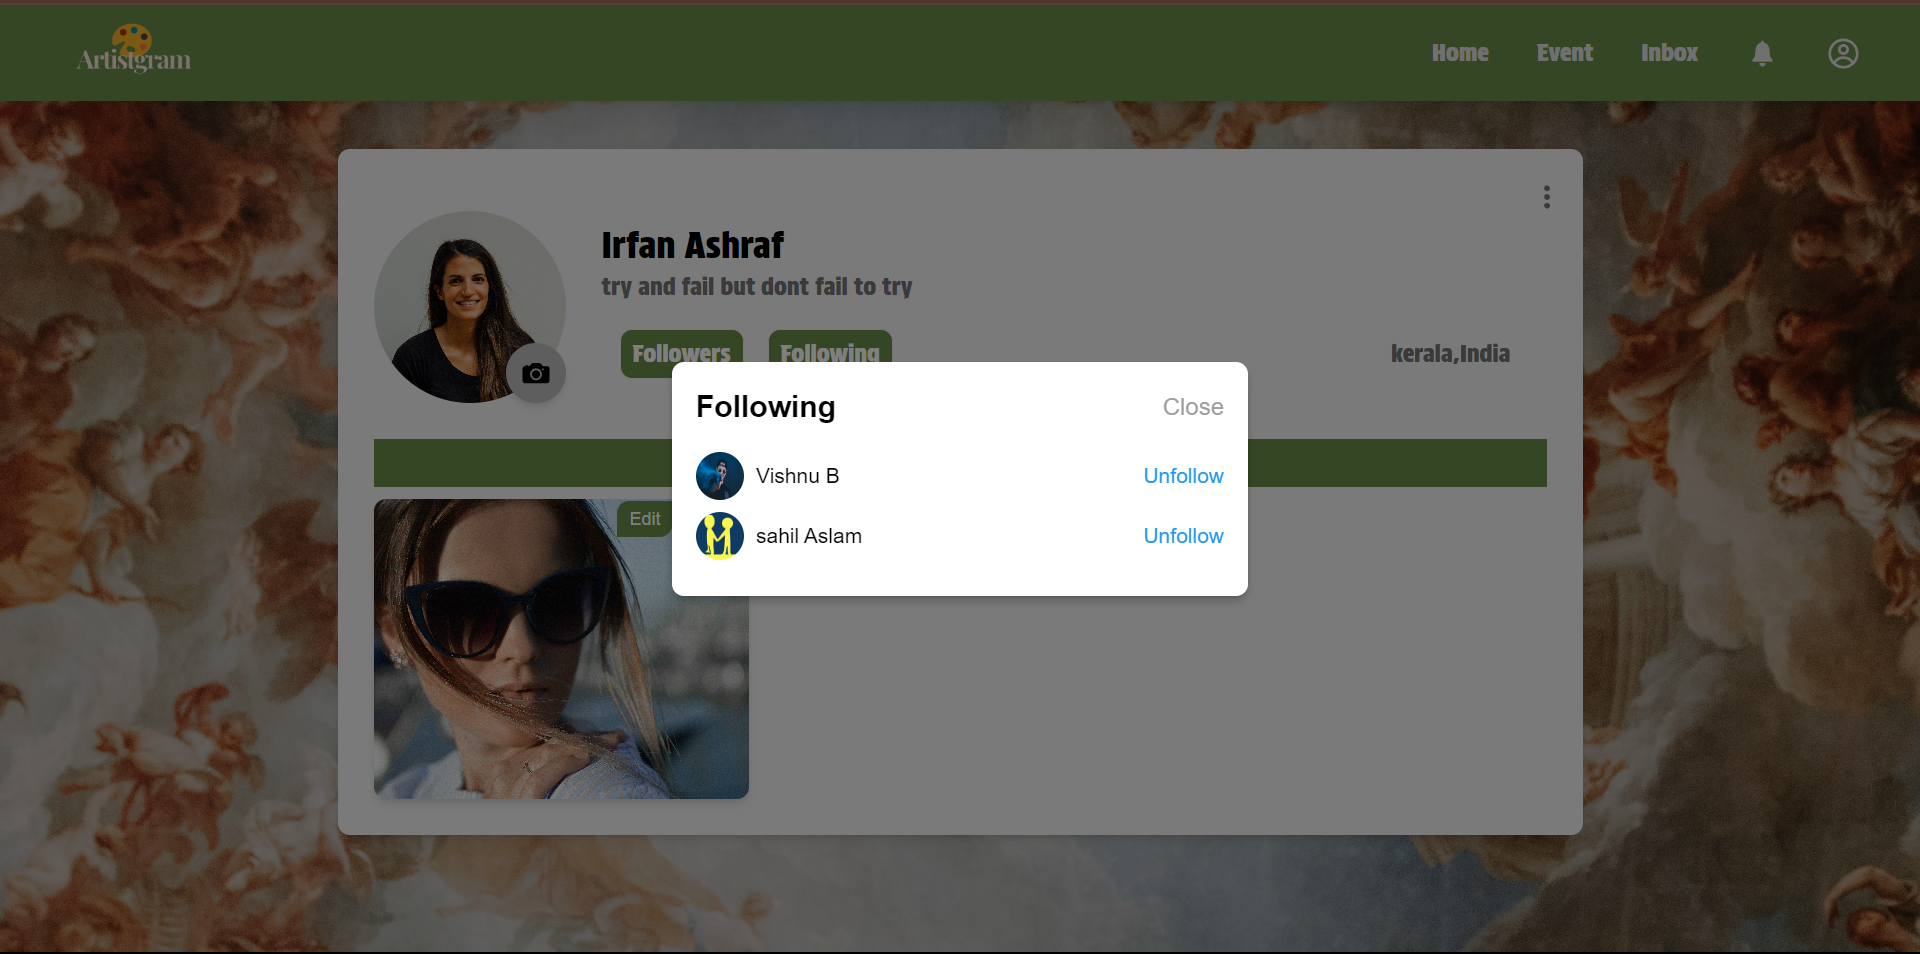 Artistgram
Home Event Inbox
Irfan Ashraf
try and fail but dont fail to try
Followers Following
kerala,India
Following Close
Vishnu B Unfollow
Edit
sahil Aslam Unfollow